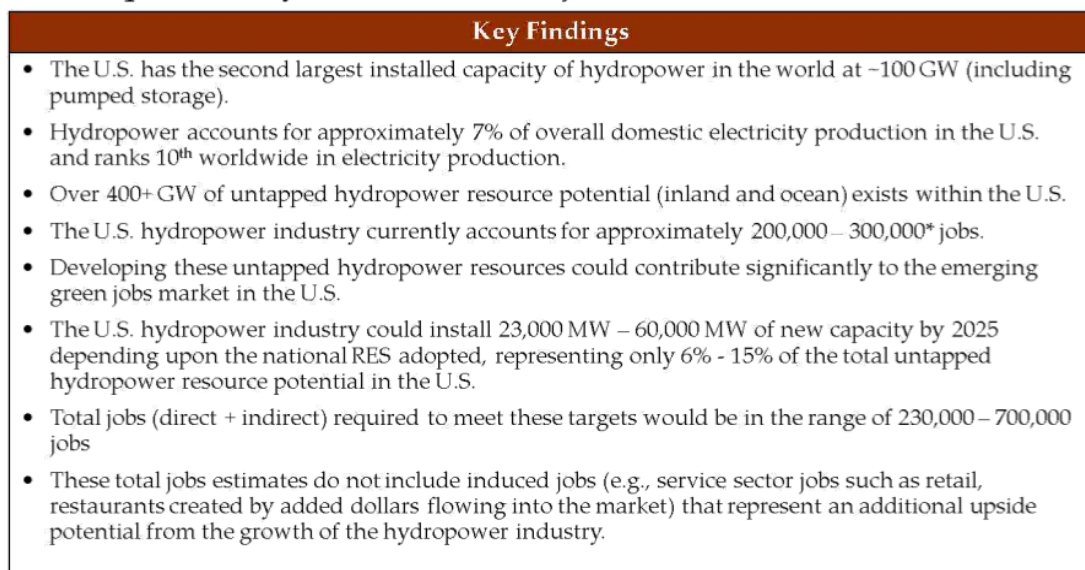 Key Findings
• The U.S. has the second largest installed capacity of hydropower in the world at ~100 GW (including
pumped storage).
• Hydropower accounts for approximately 7% of overall domestic electricity production in the U.S.
and ranks 10th worldwide in electricity production.
• Over 400+ GW of untapped hydropower resource potential (inland and ocean) exists within the U.S.
• The U.S. hydropower industry currently accounts for approximately 200,000 – 300,000* jobs.
• Developing these untapped hydropower resources could contribute significantly to the emerging
green jobs market in the U.S.
• The U.S. hydropower industry could install 23,000 MW – 60,000 MW of new capacity by 2025
depending upon the national RES adopted, representing only 6% - 15% of the total untapped
hydropower resource potential in the U.S.
• Total jobs (direct + indirect) required to meet these targets would be in the range of 230,000 – 700,000
jobs
• These total jobs estimates do not include induced jobs (e.g., service sector jobs such as retail,
restaurants created by added dollars flowing into the market) that represent an additional upside
potential from the growth of the hydropower industry.